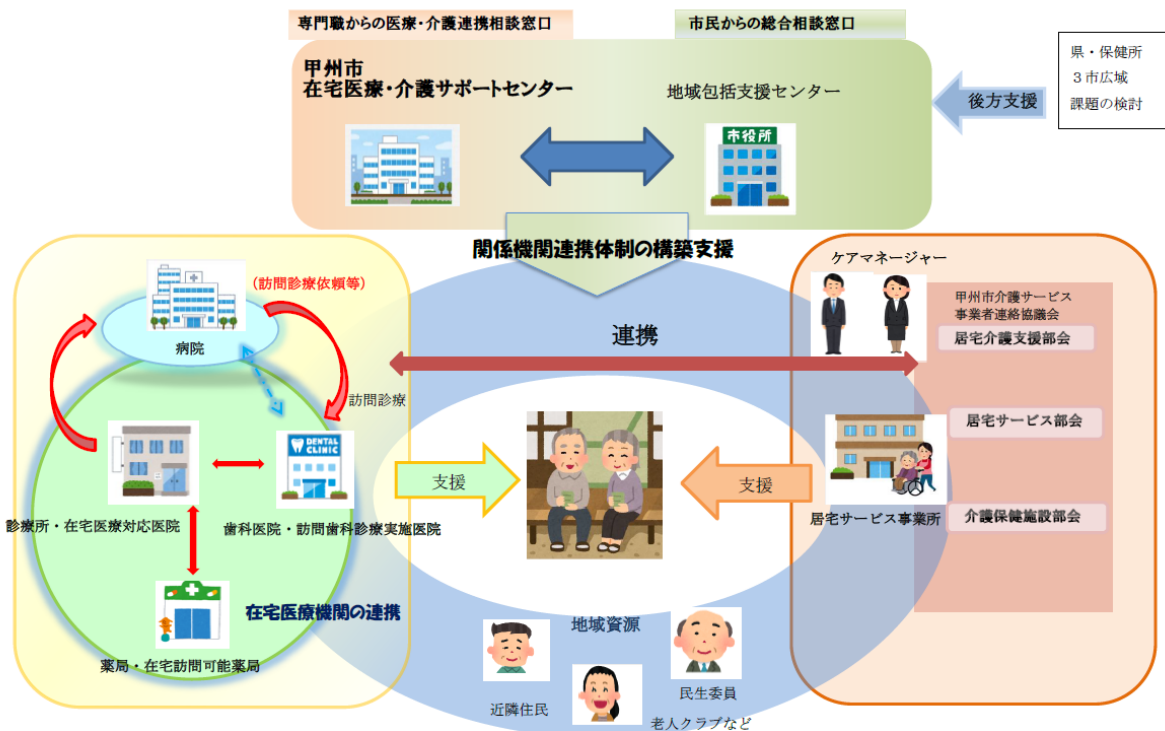 専門職からの医療・介護連携相談窓口
市民からの総合相談窓口
甲州市
在宅医療・介護サポートセンター
地域包括支援センター
市役所
県・保健所
3市広域
課題の検討
後方支援
関係機関連携体制の構築支援
(訪問診療依頼等)
病院
訪問診療
DENTAL
CLINIC
診療所・在宅医療対応医院
歯科医院・訪問歯科診療実施医院
在宅医療機関の連携
薬局・在宅訪問可能薬局
連携
支援
支援
地域資源
近隣住民
民生委員
老人クラブなど
ケアマネージャー
甲州市介護サービス
事業者連絡協議会
居宅介護支援部会
居宅サービス部会
居宅サービス事業所
介護保健施設部会